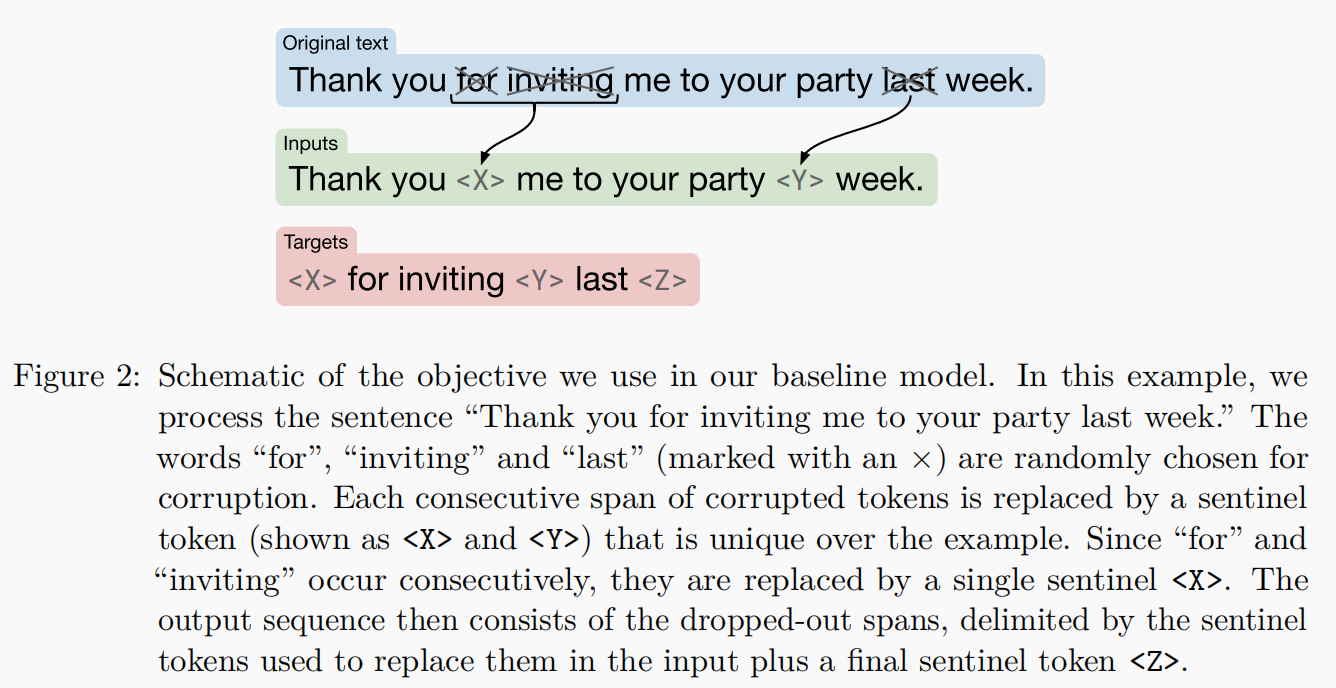 Original text
Thank you for inviting me to your party last week.
Inputs
Thank you <X> me to your party <Y> week.
Targets
<X> for inviting <Y> last <Z>
Figure 2: Schematic of the objective we use in our baseline model. In this example, we
process the sentence “Thank you for inviting me to your party last week.” The
words “for”, “inviting” and “last” (marked with an ×) are randomly chosen for
corruption. Each consecutive span of corrupted tokens is replaced by a sentinel
token (shown as <X> and <Y>) that is unique over the example. Since “for” and
“inviting” occur consecutively, they are replaced by a single sentinel <X>. The
output sequence then consists of the dropped-out spans, delimited by the sentinel
tokens used to replace them in the input plus a final sentinel token <Z>.